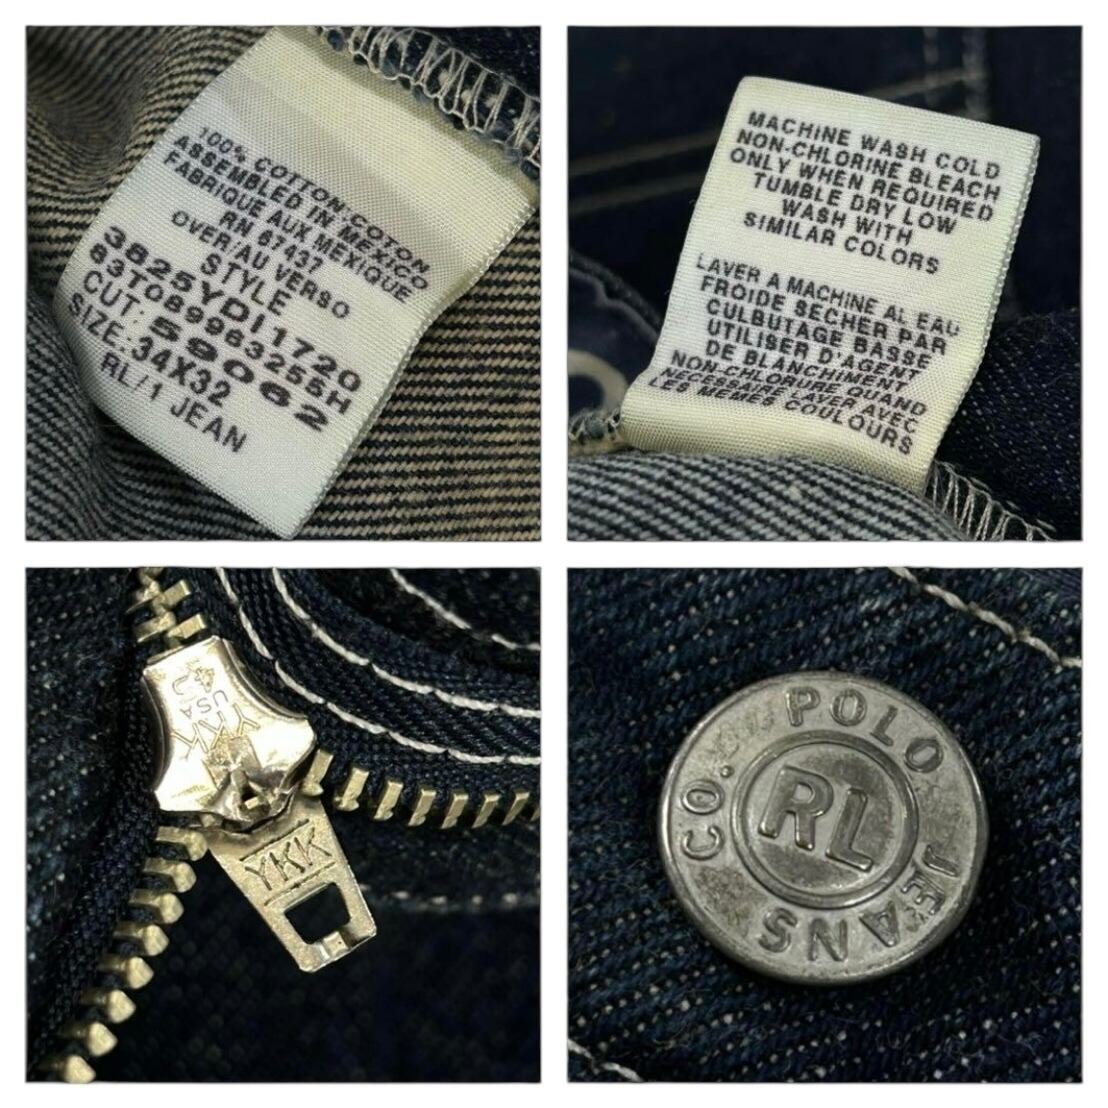 100% COTTON:COTON
ASSEMBLED IN MEXICO
FABRIQUE AUX MEXIQUE
RN 67437
OVER/AU VERSO
STYLE
3825YDI1720
83T089963255H
CUT: 59062
SIZE: 34X32
RL/1 JEAN
MACHINE WASH COLD
NON-CHLORINE BLEACH
ONLY WHEN REQUIRED
TUMBLE DRY LOW
WASH WITH
SIMILAR COLORS
LAVER A MACHINE AL EAU
FROIDE SECHER PAR
CULBUTAGE BASSE
UTILISER D'AGENT
DE BLANCHIMENT
NON-CHLORURE QUAND
NECESSAIRE LAVER AVEC
LES MEMES COULOURS
USA
YKK
YKK
POLO JEANS CO.
RL